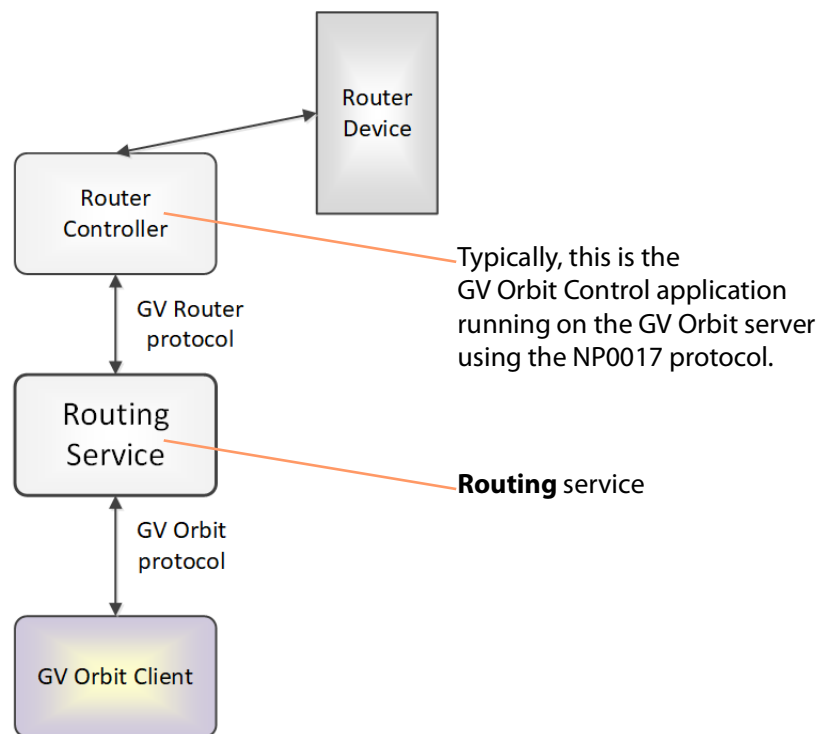 Router
Device
Router
Controller
Typically, this is the
GV Orbit Control application
running on the GV Orbit server
using the NP0017 protocol.
GV Router
protocol
Routing
Service
Routing service
GV Orbit
protocol
GV Orbit Client